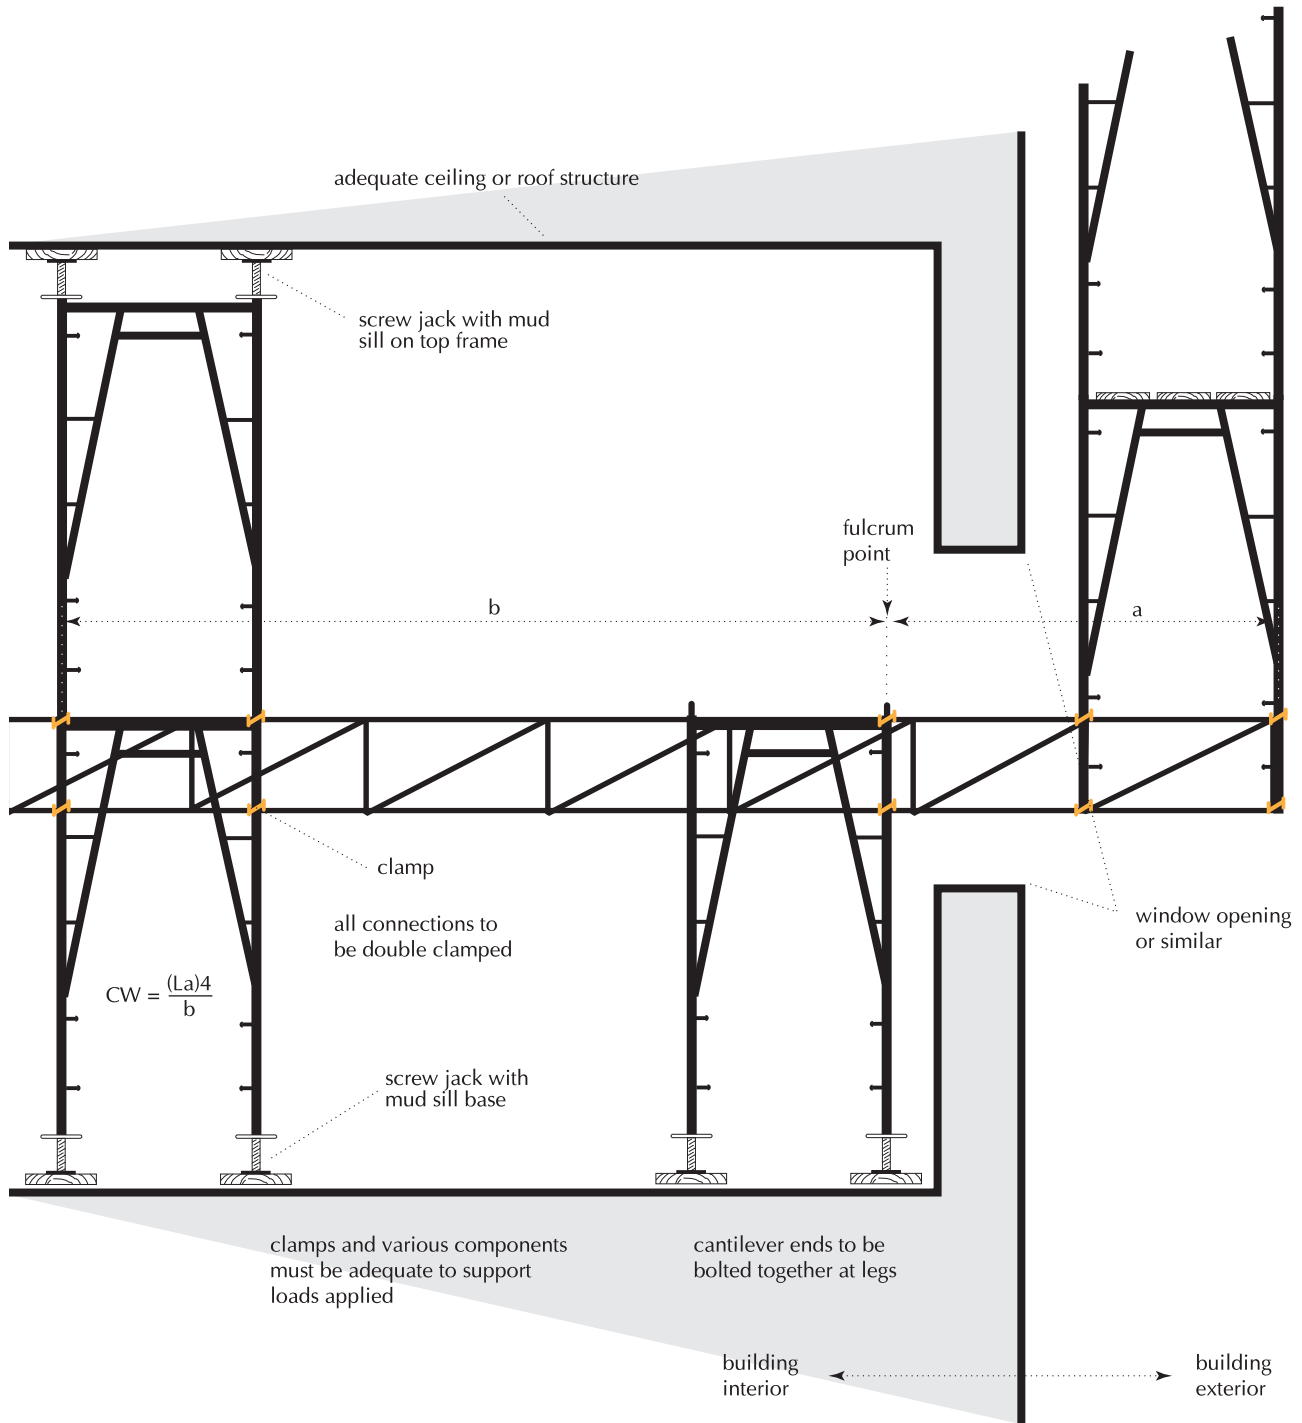 adequate ceiling or roof structure
screw jack with mud
sill on top frame
fulcrum
point
b
a
clamp
all connections to
be double clamped
window opening
or similar
CW = (La)4
b
screw jack with
mud sill base
clamps and various components
must be adequate to support
loads applied
cantilever ends to be
bolted together at legs
building
interior
building
exterior